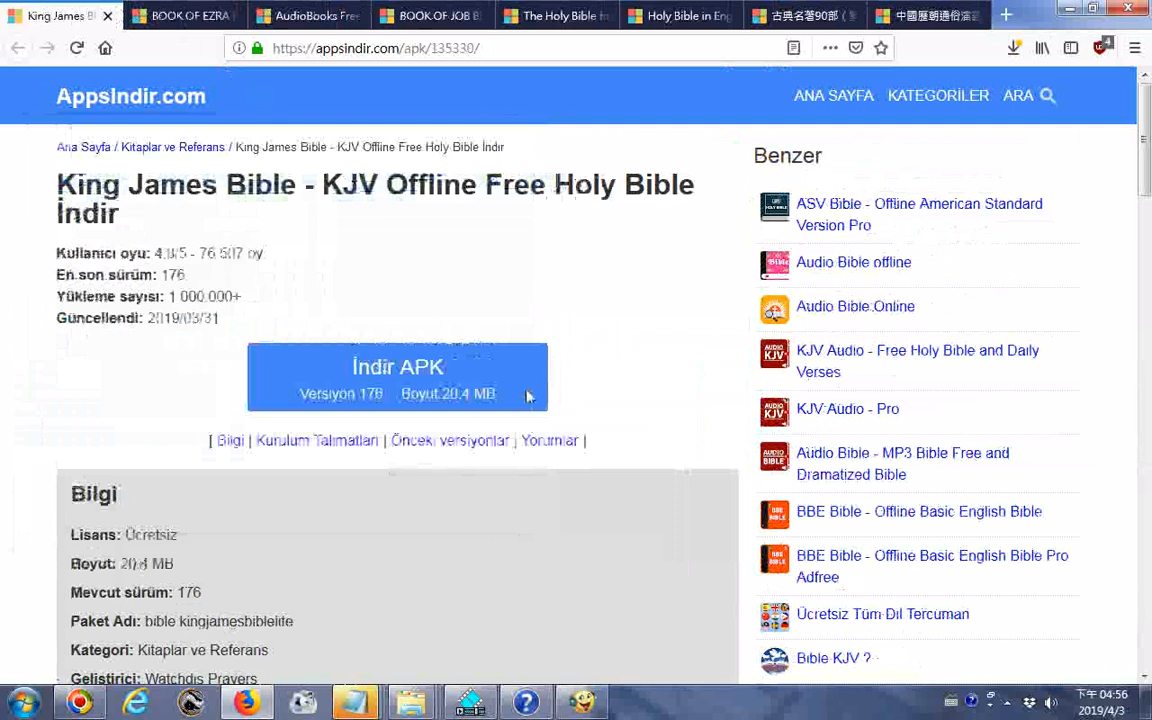 King James Bi
BOOK OF EZRA
AudioBooks Fre
BOOK OF JOB B
The Holy Bible
Holy Bible in Eng
古典名著90部
中國歷朝通俗演
https://appsindir.com/apk/135330/
4
AppsIndir.com
ANA SAYFA
KATEGORİLER
ARA
Ana Sayfa / Kitaplar ve Referans / King James Bible - KJV Offline Free Holy Bible İndir
King James Bible - KJV Offline Free Holy Bible
İndir
Kullanıcı oyu:
En son sürüm: 176
Yükleme sayısı: 1 000.000+
Güncellendi: 2019/03/31
İndir APK
Versiyon 176 Boyut 20.4 MB
[ Bilgi | Kurulum Talimatları | Önceki versiyonlar | Yorumlar ]
Bilgi
Lisans: Ücretsiz
Boyut: 20.4 MB
Mevcut sürüm: 176
Paket Adı: bible kingjamesbiblelite
Kategori: Kitaplar ve Referans
Geliştirici: Watchdis Prayers
Benzer
ASV Bible - Offline American Standard
Version Pro
Audio Bible offline
Audio Bible.Online
KJV Audio - Free Holy Bible and Daily
Verses
KJV Audio - Pro
Audio Bible - MP3 Bible Free and
Dramatized Bible
BBE Bible - Offline Basic English Bible
BBE Bible - Offline Basic English Bible Pro
Adfree
Ücretsiz Tüm Dil Tercuman
Bible KJV ?
下午 04:56
2019/4/3